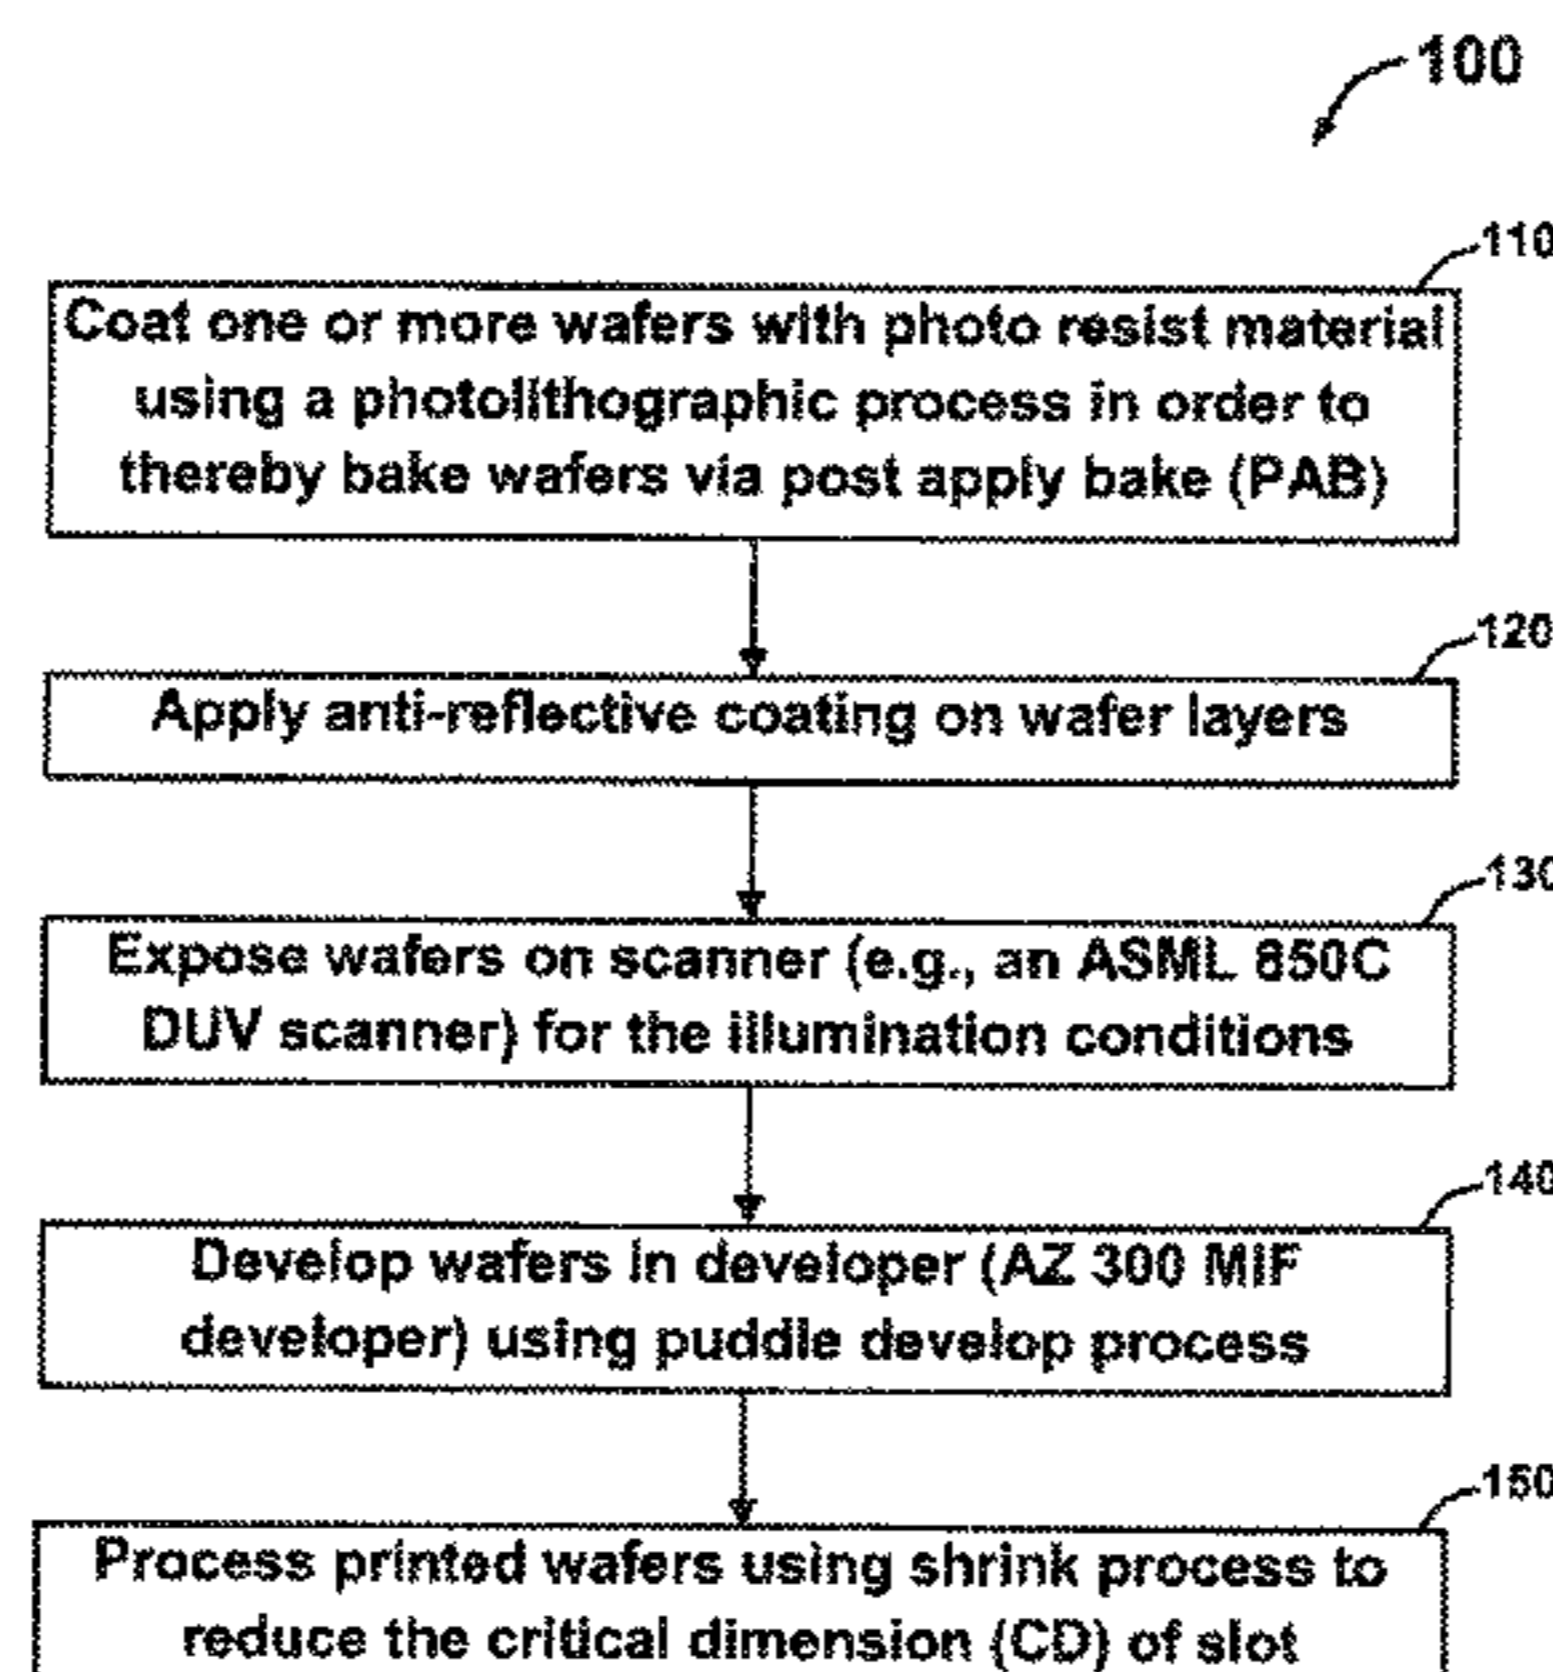 100
110
Coat one or more wafers with photo resist material
using a photolithographic process in order to
thereby bake wafers via post apply bake (PAB)
120
Apply anti-reflective coating on wafer layers
130
Expose wafers on scanner (e.g., an ASML 850C
DUV scanner) for the illumination conditions
140
Develop wafers in developer (AZ 300 MIF
developer) using puddle develop process
150
Process printed wafers using shrink process to
reduce the critical dimension (CD) of slot